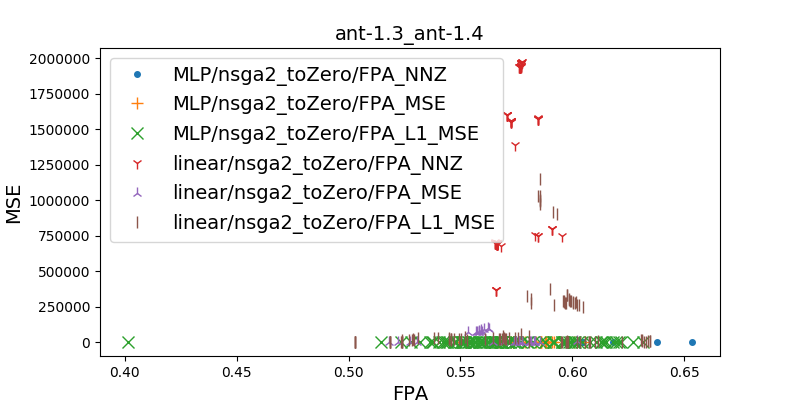 ant-1.3_ant-1.4
2000000
1750000
1500000
1250000
1000000
750000
500000
250000
0
MSE
MLP/nsga2_toZero/FPA_NNZ
MLP/nsga2_toZero/FPA_MSE
MLP/nsga2_toZero/FPA_L1_MSE
linear/nsga2_toZero/FPA_NNZ
linear/nsga2_toZero/FPA_MSE
linear/nsga2_toZero/FPA_L1_MSE
0.40 0.45 0.50 0.55 0.60 0.65
FPA